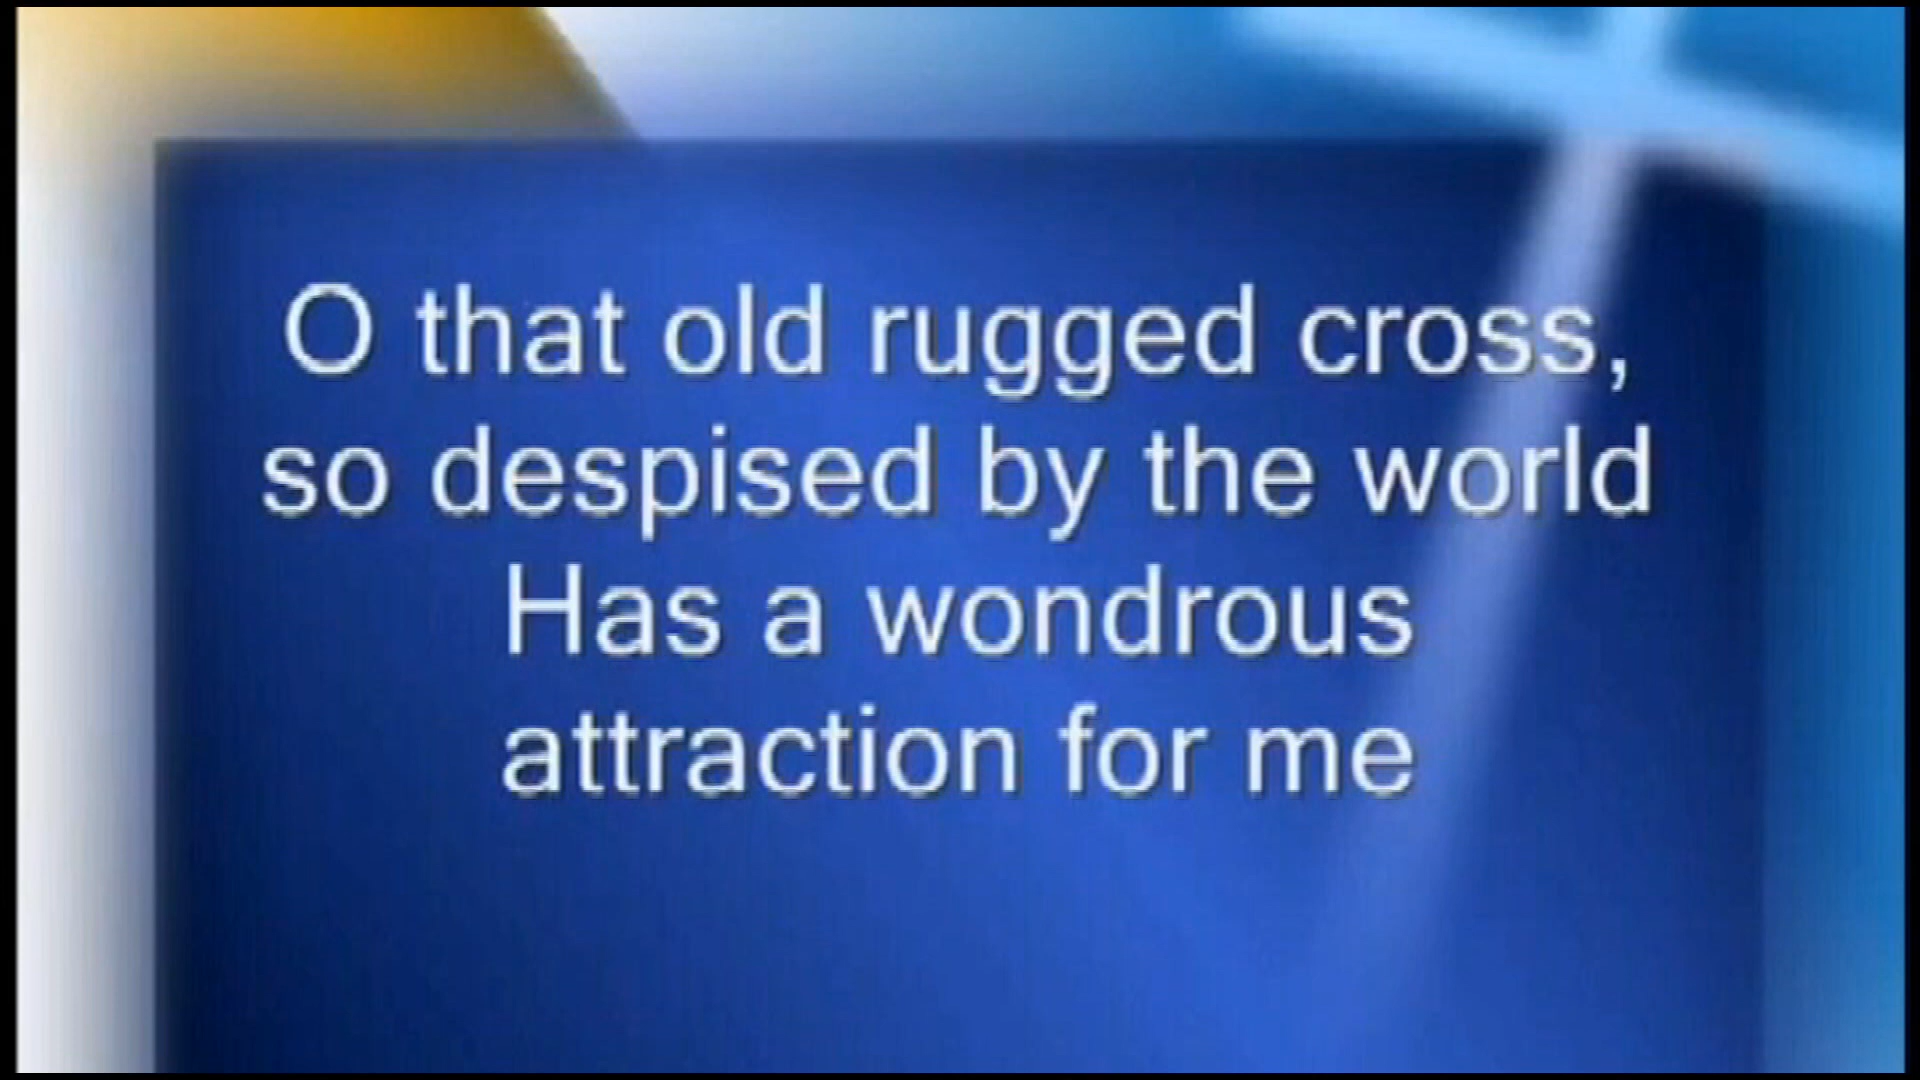 O that old rugged cross,
so despised by the world
Has a wondrous
attraction for me